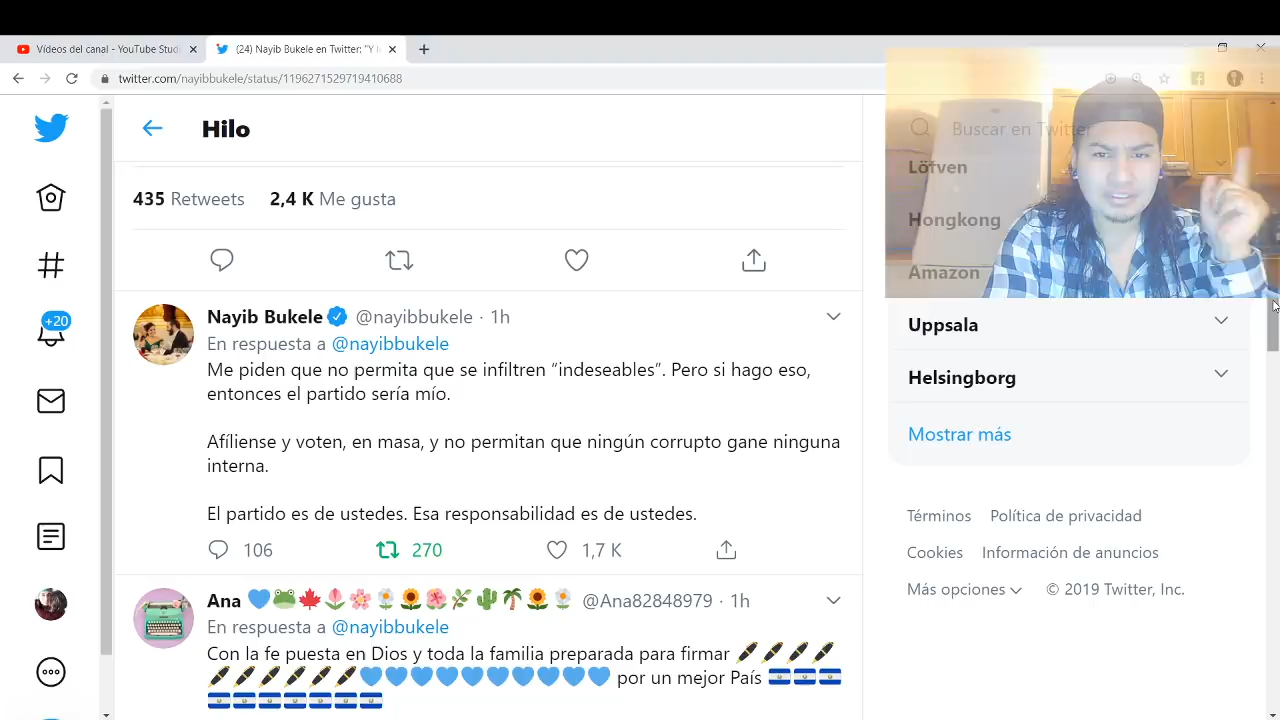 Vídeos del canal - YouTube Stud
(24) Nayib Bukele en Twitter: "Y l
twitter.com/nayibbukele/status/1196271529719410688
Hilo
Buscar en Twitter
Löfven
435 Retweets 2,4 K Me gusta
Hongkong
Amazon
Nayib Bukele @nayibbukele · 1h
Uppsala
En respuesta a @nayibbukele
Me piden que no permita que se infiltren “indeseables”. Pero si hago eso,
entonces el partido sería mío.
Helsingborg
Mostrar más
Afíliense y voten, en masa, y no permitan que ningún corrupto gane ninguna
interna.
El partido es de ustedes. Esa responsabilidad es de ustedes.
106 270 1,7 K
Términos Política de privacidad
Cookies Información de anuncios
Más opciones © 2019 Twitter, Inc.
+20
Ana 💙🐸🍁🌷🌸🌼🌻🌺🌿🌵🌴🌻🌼 @Ana82848979 · 1h
En respuesta a @nayibbukele
Con la fe puesta en Dios y toda la familia preparada para firmar 🖋🖋🖋🖋
🖋🖋🖋🖋🖋🖋💙💙💙💙💙💙💙💙💙💙 por un mejor País 🇸🇻🇸🇻🇸🇻
🇸🇻🇸🇻🇸🇻🇸🇻🇸🇻🇸🇻🇸🇻